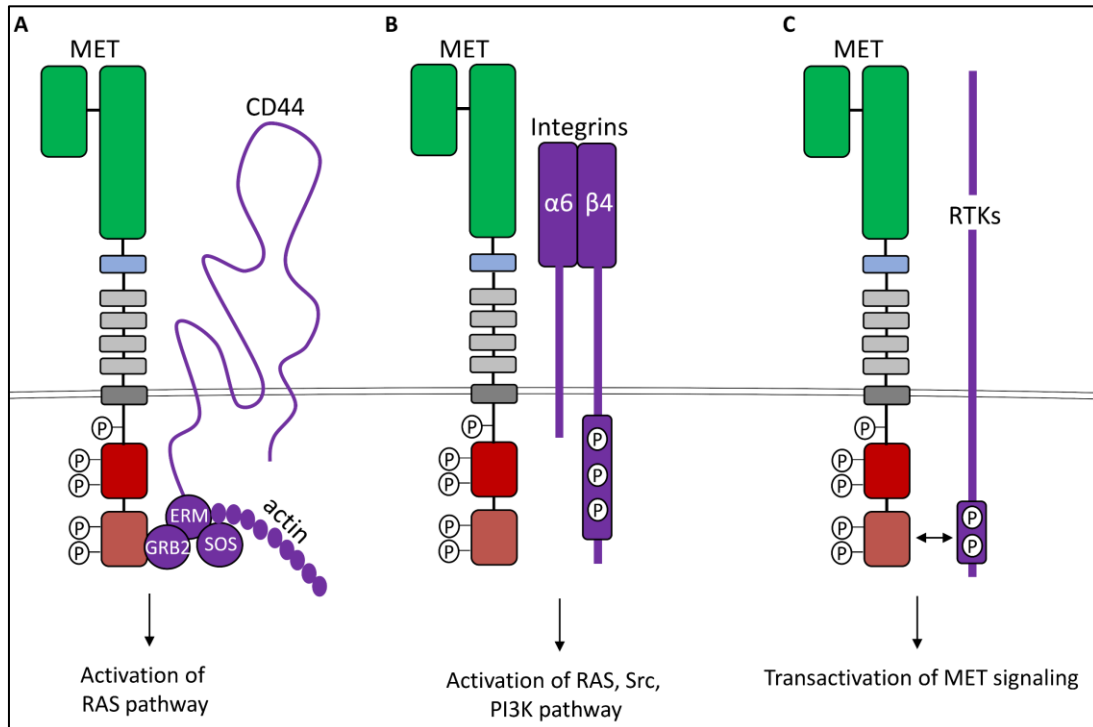 A
MET
CD44
P
P
P
P
P
ERM
GRB2
SOS
actin
Activation of
RAS pathway
B
MET
Integrins
α6
β4
P
P
P
P
P
P
P
P
Activation of RAS, Src,
PI3K pathway
C
MET
RTKs
P
P
P
P
P
P
P
Transactivation of MET signaling